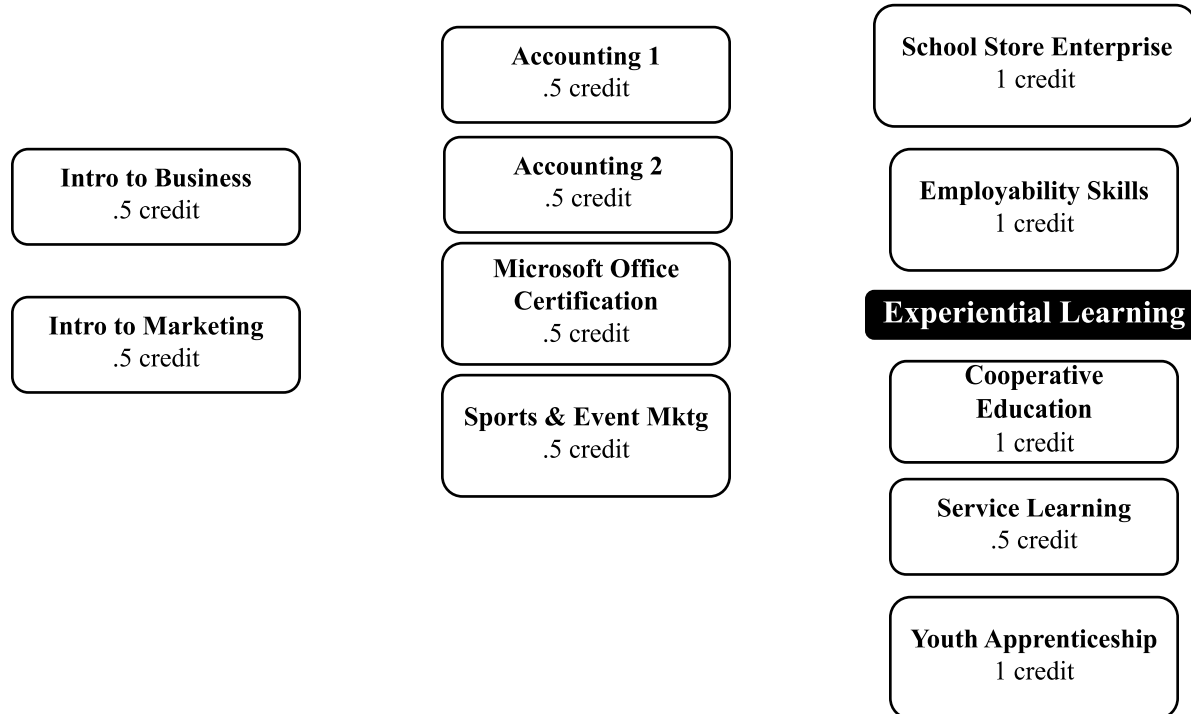 Intro to Business
.5 credit
Intro to Marketing
.5 credit
Accounting 1
.5 credit
Accounting 2
.5 credit
Microsoft Office
Certification
.5 credit
Sports & Event Mktg
.5 credit
School Store Enterprise
1 credit
Employability Skills
1 credit
Experiential Learning
Cooperative
Education
1 credit
Service Learning
.5 credit
Youth Apprenticeship
1 credit